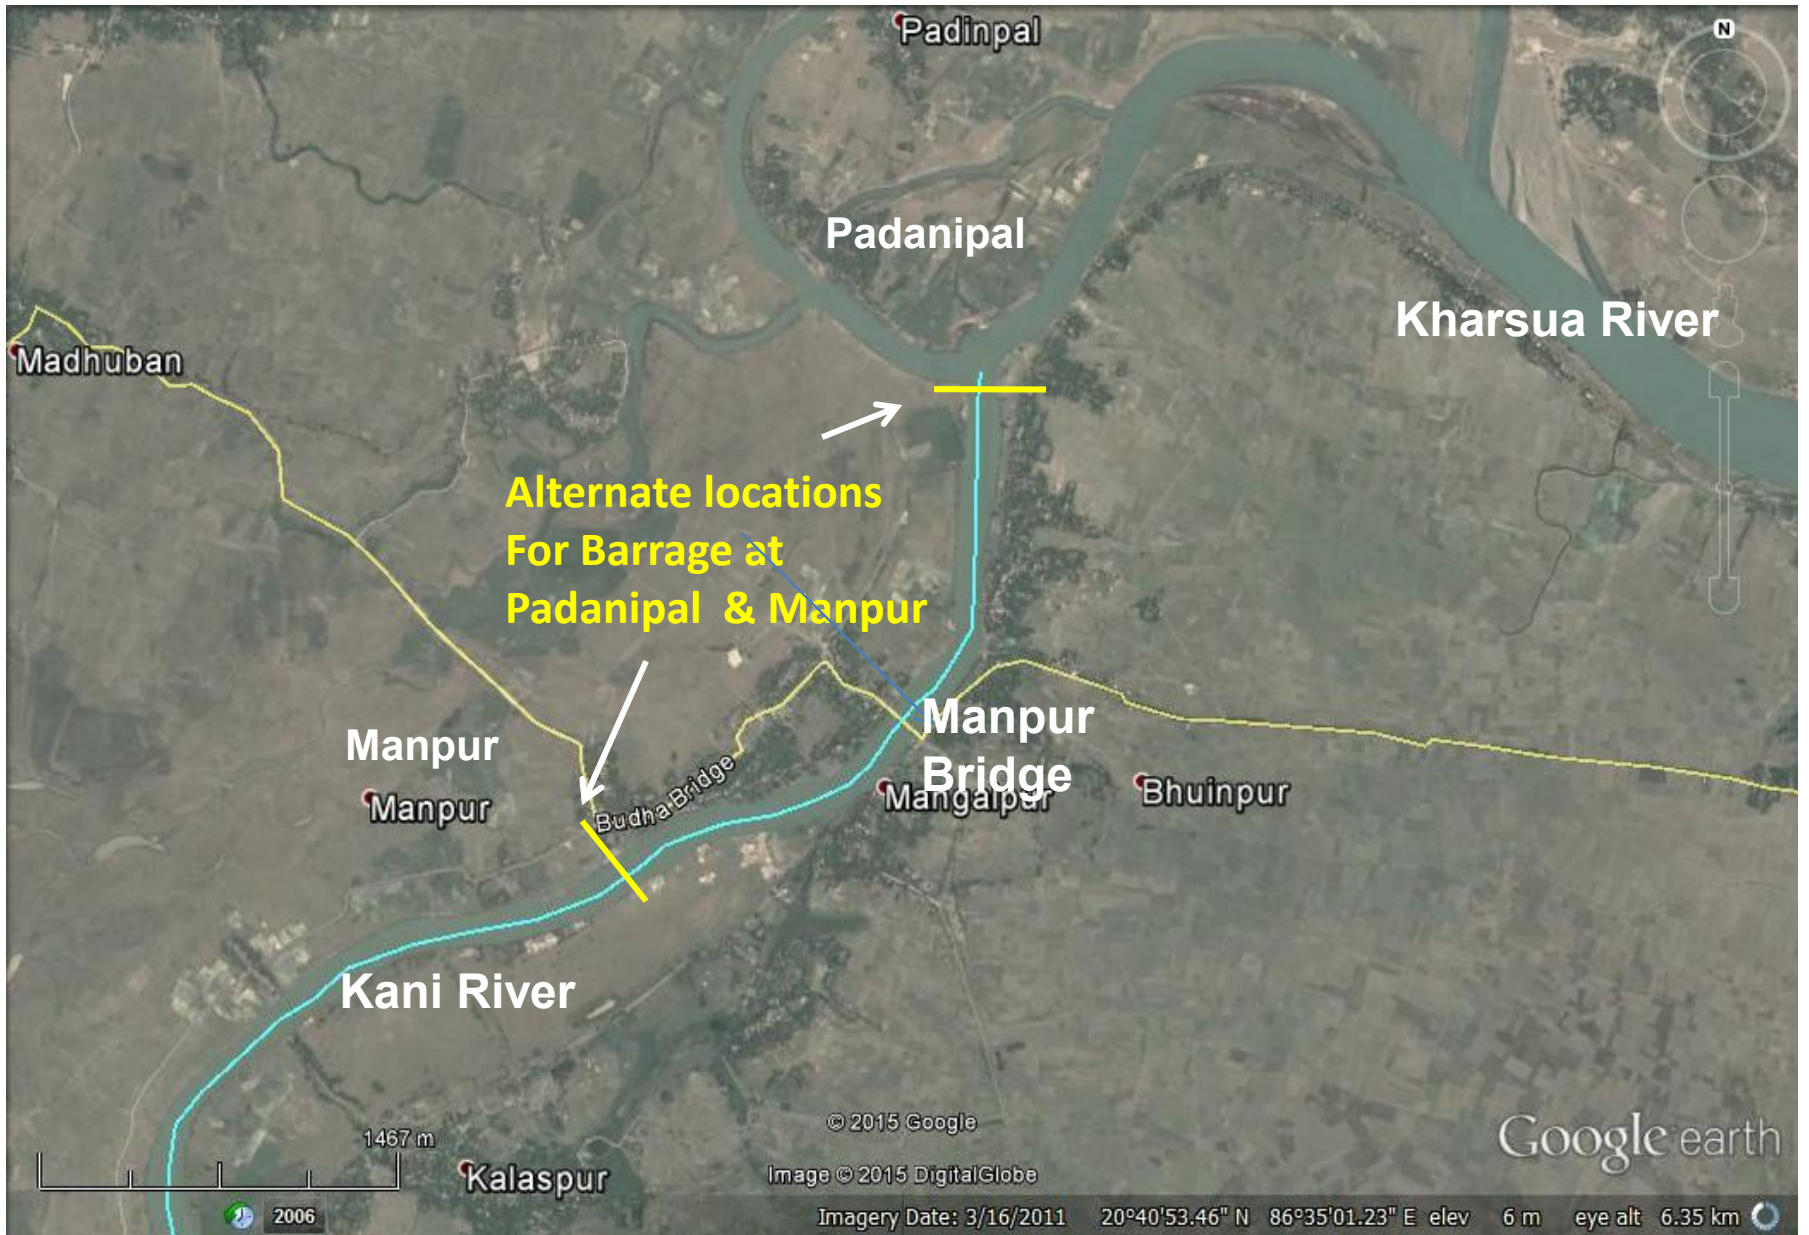 N
Padinpal
Padanipal
Kharsua River
Madhuban
Alternate locations
For Barrage at
Padanipal & Manpur
Manpur
Bridge
Manpur
Manpur
Budha Bridge
Mangalpur
Bhuinpur
Kani River
© 2015 Google
Google earth
1467 m
Kalaspur
Image © 2015 DigitalGlobe
2006
Imagery Date: 3/16/2011 20°40'53.46" N 86°35'01.23" E elev 6 m eye alt 6.35 km